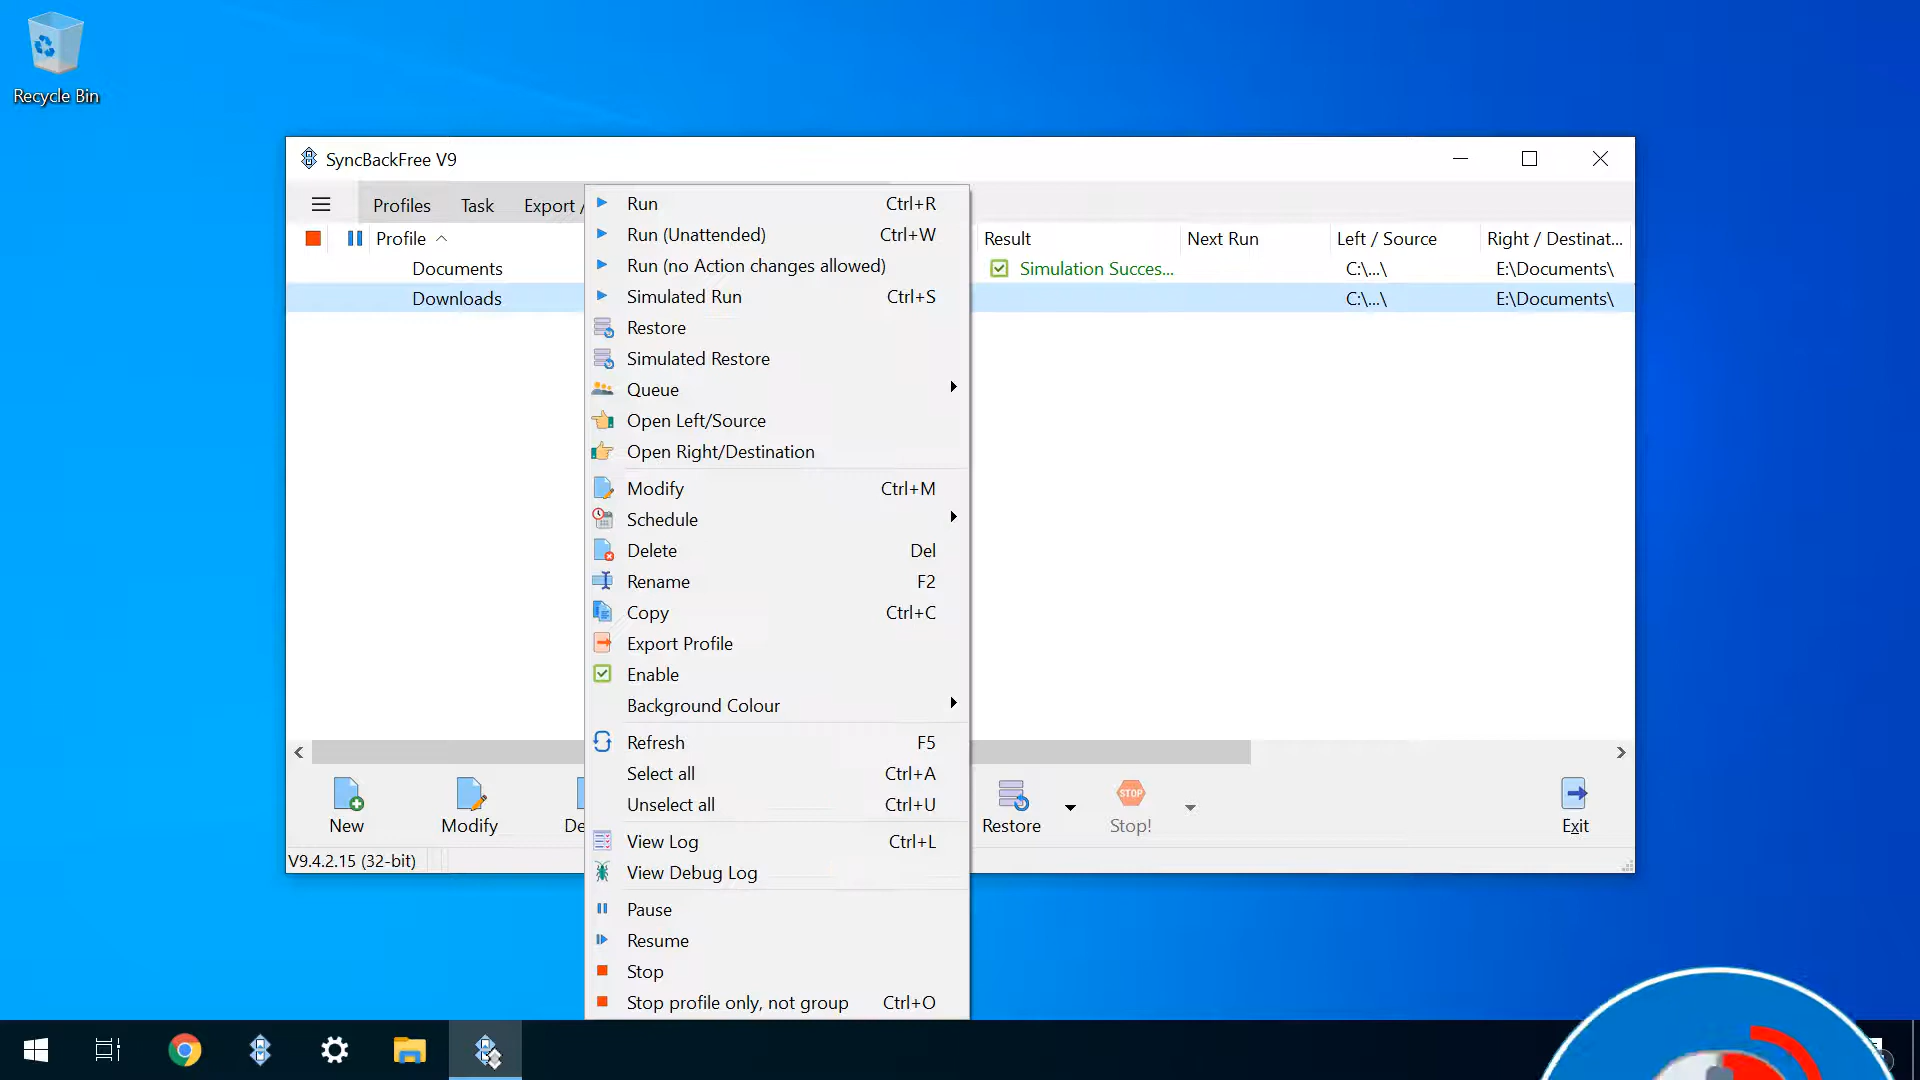 Recycle Bin
SyncBackFree V9
Profiles Task Export /
Profile Result Next Run Left / Source Right / Destinat...
Documents Simulation Succes... C:\...\ E:\Documents\
Downloads C:\...\ E:\Documents\
Run Ctrl+R
Run (Unattended) Ctrl+W
Run (no Action changes allowed)
Simulated Run Ctrl+S
Restore
Simulated Restore
Queue
Open Left/Source
Open Right/Destination
Modify Ctrl+M
Schedule
Delete Del
Rename F2
Copy Ctrl+C
Export Profile
Enable
Background Colour
Refresh F5
Select all Ctrl+A
Unselect all Ctrl+U
View Log Ctrl+L
View Debug Log
Pause
Resume
Stop
Stop profile only, not group Ctrl+O
New Modify De Restore STOP Stop! Exit
V9.4.2.15 (32-bit)